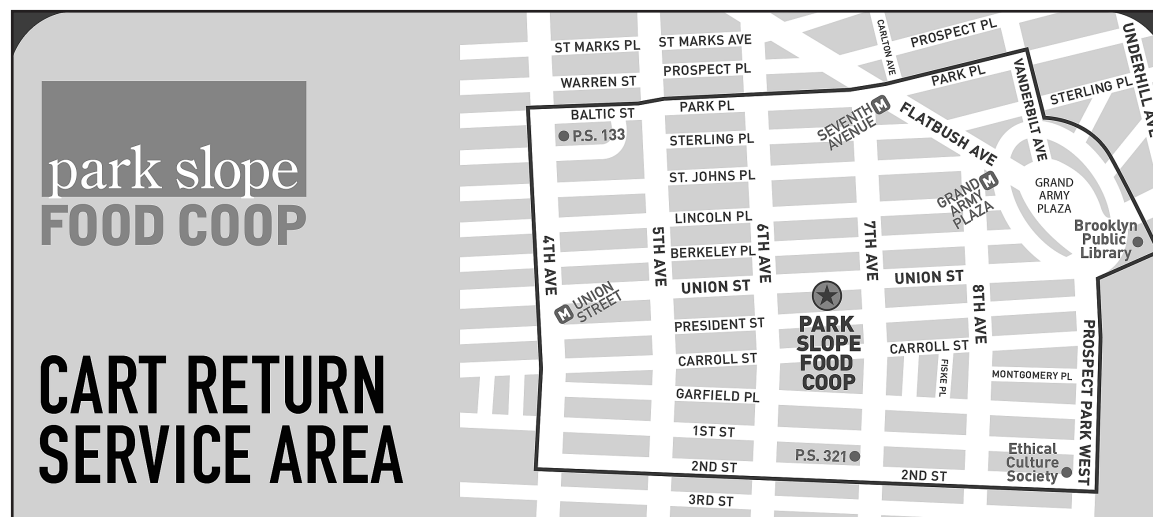 park slope
FOOD COOP
CART RETURN
SERVICE AREA
ST MARKS PL
ST MARKS AVE
CARLTON AVE
PROSPECT PL
UNDERHILL AVE
WARREN ST
PROSPECT PL
PARK PL
VANDERBILT AVE
STERLING PL
BALTIC ST
PARK PL
P.S. 133
STERLING PL
SEVENTH
AVENUE
M
FLATBUSH AVE
ST. JOHNS PL
GRAND
ARMY
PLAZA
M
GRAND
ARMY
PLAZA
LINCOLN PL
Brooklyn
Public
Library
4TH AVE
5TH AVE
BERKELEY PL
6TH AVE
7TH AVE
UNION ST
UNION ST
8TH AVE
M
UNION
STREET
PRESIDENT ST
PARK
SLOPE
FOOD
COOP
CARROLL ST
CARROLL ST
FISKE PL
MONTGOMERY PL
PROSPECT PARK WEST
GARFIELD PL
1ST ST
P.S. 321
Ethical
Culture
Society
2ND ST
2ND ST
3RD ST